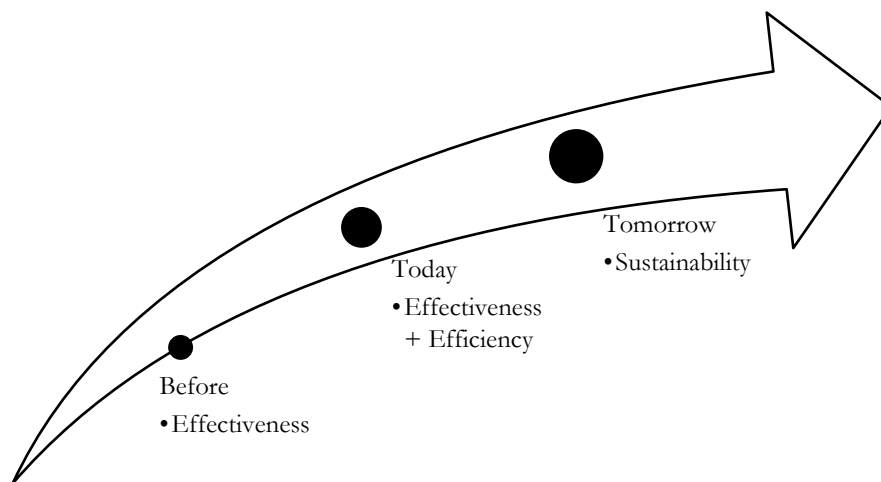 Before
•Effectiveness
Today
•Effectiveness
+ Efficiency
Tomorrow
•Sustainability